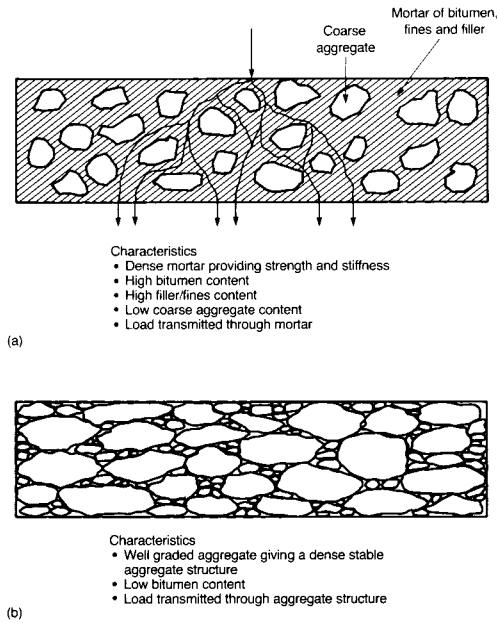 Mortar of bitumen,
fines and filler
Coarse
aggregate
Characteristics
• Dense mortar providing strength and stiffness
• High bitumen content
• High filler/fines content
• Low coarse aggregate content
• Load transmitted through mortar
(a)
Characteristics
• Well graded aggregate giving a dense stable
aggregate structure
• Low bitumen content
• Load transmitted through aggregate structure
(b)